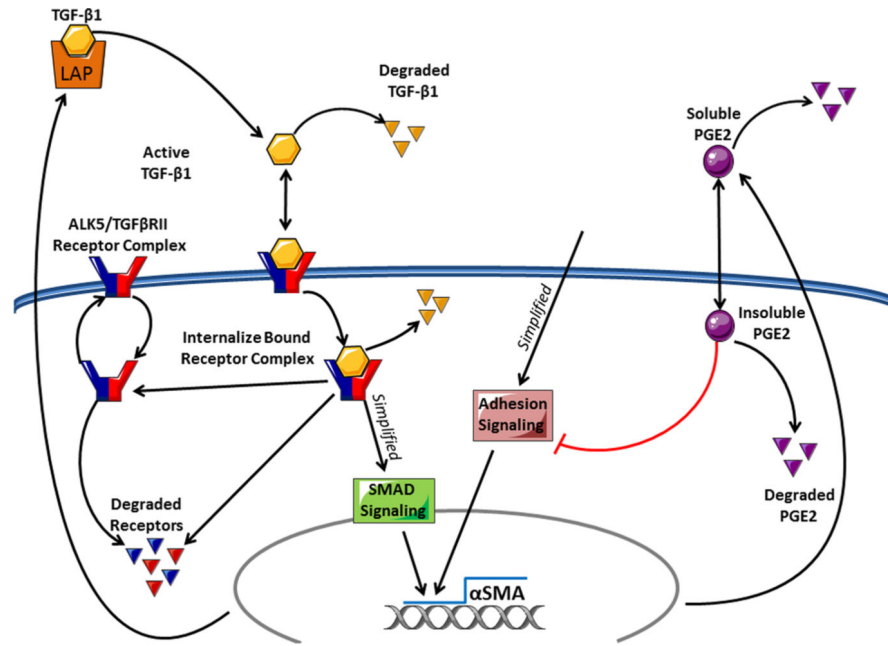 TGF-β1
LAP
Degraded
TGF-β1
Active
TGF-β1
Soluble
PGE2
ALK5/TGFβRII
Receptor Complex
Simplified
Insoluble
PGE2
Internalize Bound
Receptor Complex
Adhesion
Signaling
Simplified
SMAD
Signaling
Degraded
PGE2
Degraded
Receptors
αSMA